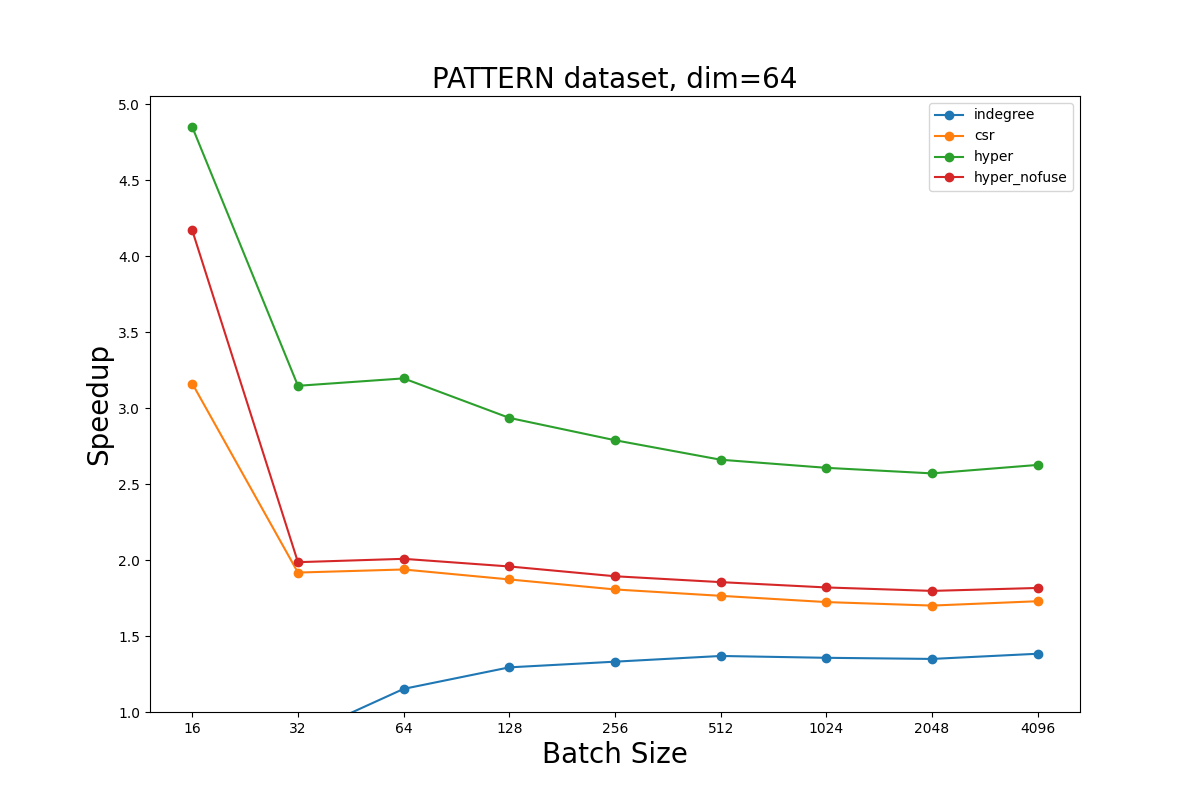 PATTERN dataset, dim=64
indegree
csr
hyper
hyper_nofuse
5.0
4.5
4.0
3.5
3.0
2.5
2.0
1.5
1.0
Speedup
16 32 64 128 256 512 1024 2048 4096
Batch Size